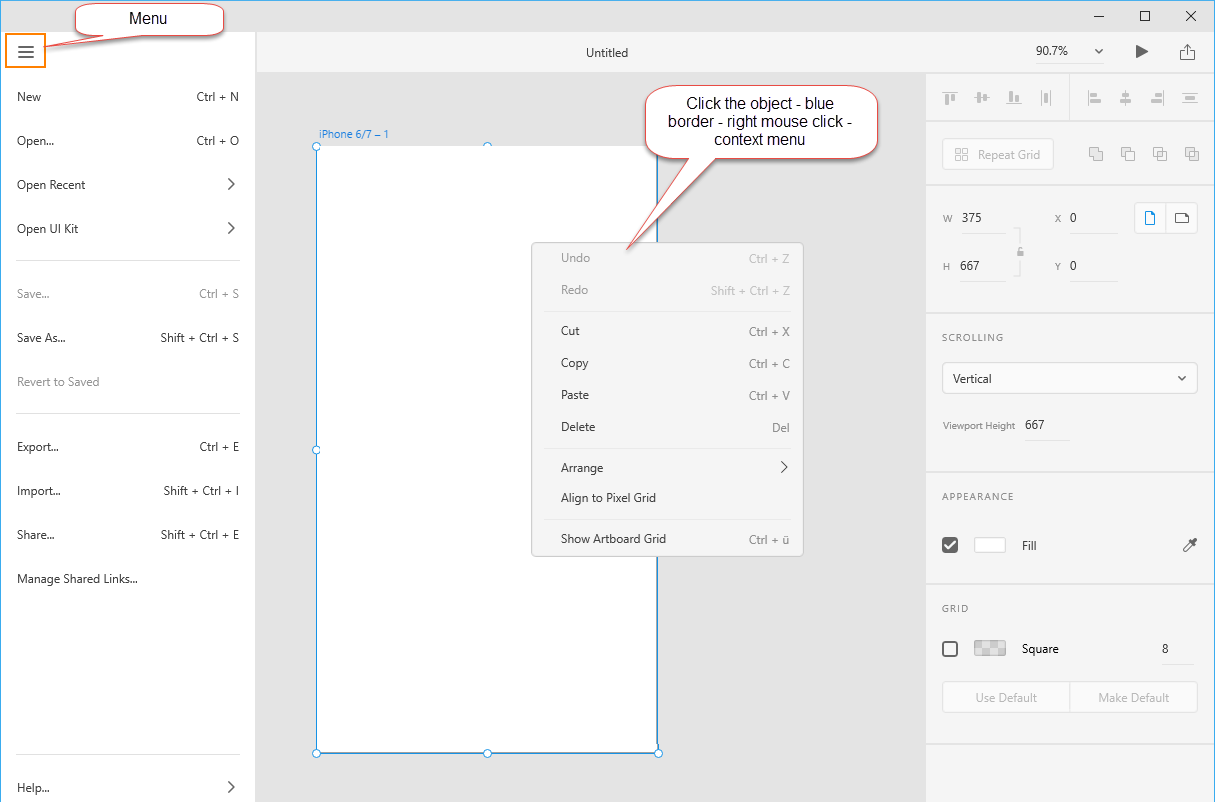 Menu
Untitled
90.7%
New Ctrl + N
Open... Ctrl + O
Open Recent
Open UI Kit
Save... Ctrl + S
Save As... Shift + Ctrl + S
Revert to Saved
Export... Ctrl + E
Import... Shift + Ctrl + I
Share... Shift + Ctrl + E
Manage Shared Links...
Help...
iPhone 6/7 – 1
Click the object - blue
border - right mouse click -
context menu
Undo Ctrl + Z
Redo Shift + Ctrl + Z
Cut Ctrl + X
Copy Ctrl + C
Paste Ctrl + V
Delete Del
Arrange
Align to Pixel Grid
Show Artboard Grid Ctrl + ü
Repeat Grid
W 375 X 0
H 667 Y 0
SCROLLING
Vertical
Viewport Height 667
APPEARANCE
Fill
GRID
Square 8
Use Default Make Default